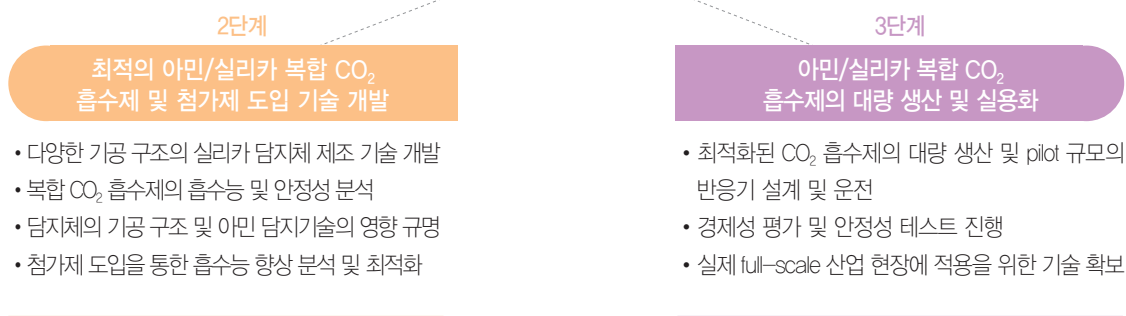 2단계
최적의 아민/실리카 복합 CO₂
흡수제 및 첨가제 도입 기술 개발
• 다양한 기공 구조의 실리카 담지체 제조 기술 개발
• 복합 CO₂ 흡수제의 흡수능 및 안정성 분석
• 담지체의 기공 구조 및 아민 담지기술의 영향 규명
• 첨가제 도입을 통한 흡수능 향상 분석 및 최적화
3단계
아민/실리카 복합 CO₂
흡수제의 대량 생산 및 실용화
• 최적화된 CO₂ 흡수제의 대량 생산 및 pilot 규모의
반응기 설계 및 운전
• 경제성 평가 및 안정성 테스트 진행
• 실제 full-scale 산업 현장에 적용을 위한 기술 확보